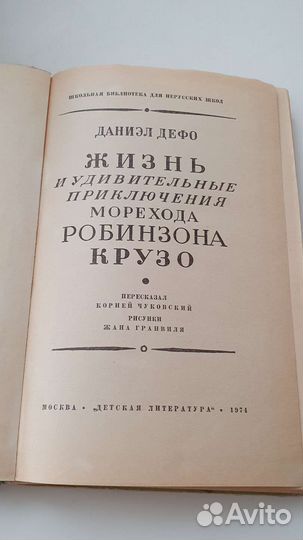 ШКОЛЬНАЯ БИБЛИОТЕКА ДЛЯ НЕРУССКИХ ШКОЛ
ДАНИЭЛ ДЕФО
ЖИЗНЬ
И УДИВИТЕЛЬНЫЕ
ПРИКЛЮЧЕНИЯ
МОРЕХОДА
РОБИНЗОНА
КРУЗО
ПЕРЕСКАЗАЛ
КОРНЕЙ ЧУКОВСКИЙ
РИСУНКИ
ЖАНА ГРАНВИЛЯ
МОСКВА • „ДЕТСКАЯ ЛИТЕРАТУРА" • 1974
Avito